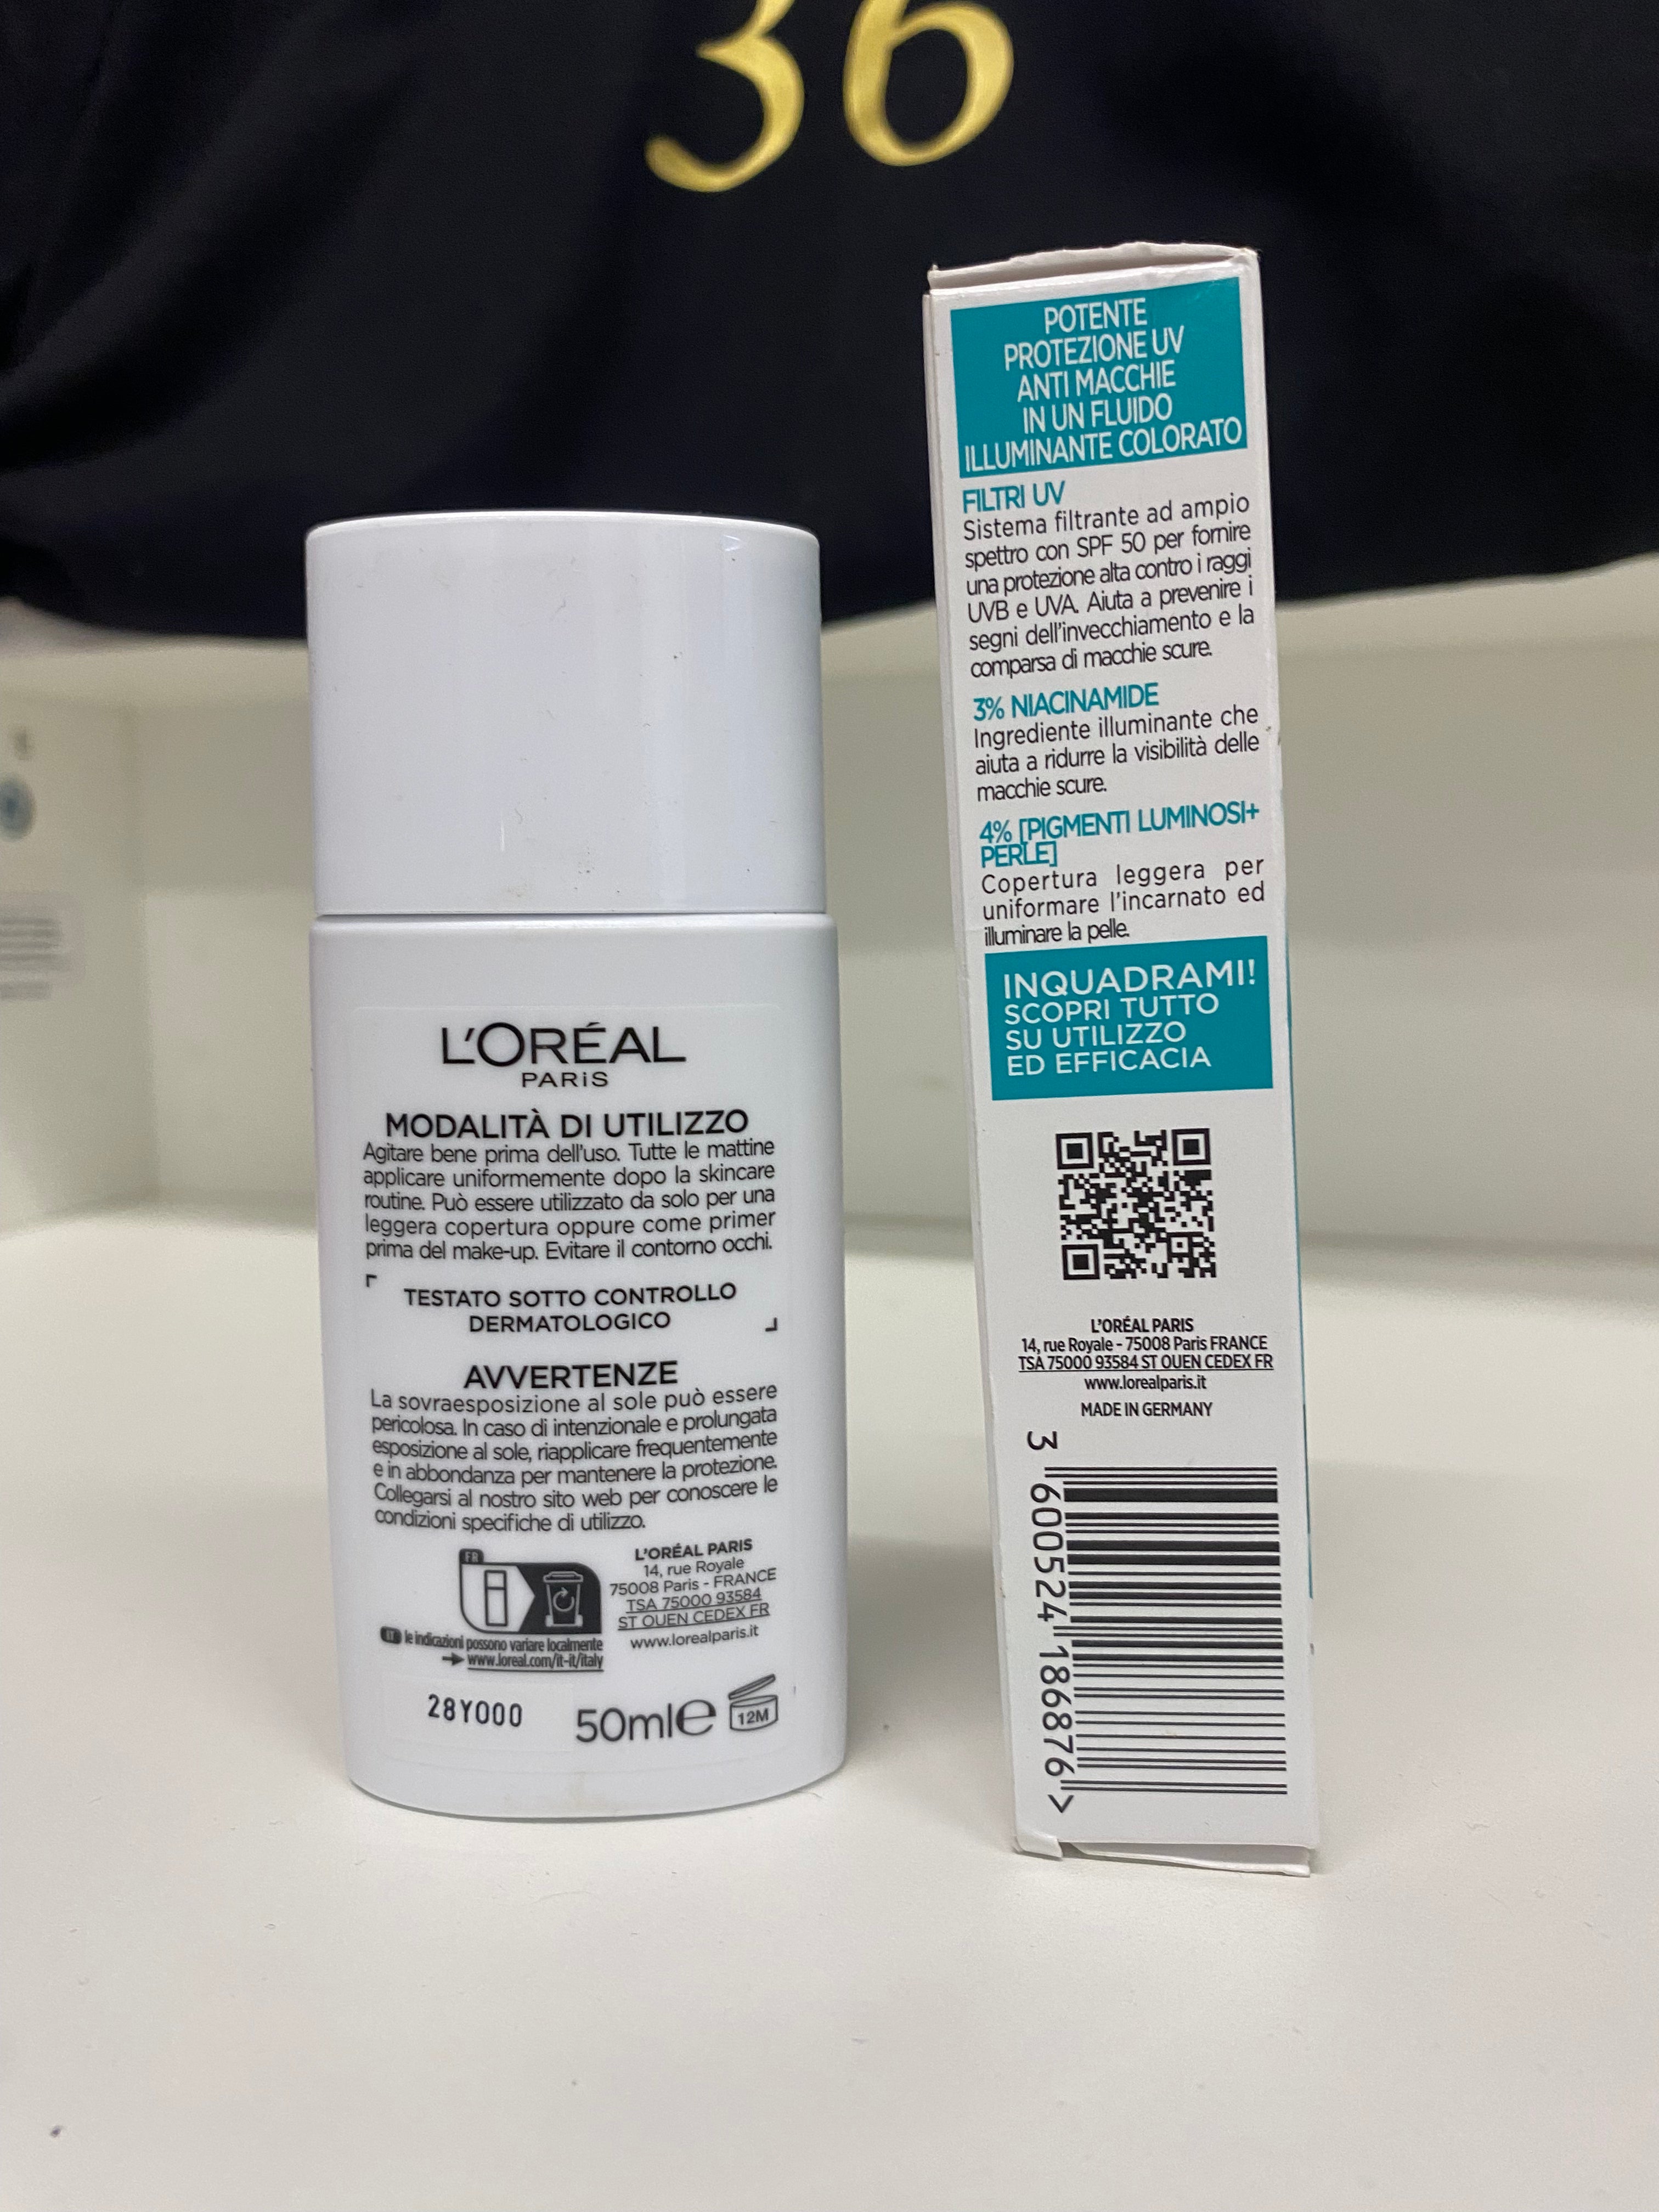 36
L'ORÉAL
PARIS
MODALITÀ DI UTILIZZO
Agitare bene prima dell'uso. Tutte le mattine
applicare uniformemente dopo la skincare
routine. Può essere utilizzato da solo per una
leggera copertura oppure come primer
prima del make-up. Evitare il contorno occhi.
TESTATO SOTTO CONTROLLO
DERMATOLOGICO
AVVERTENZE
La sovraesposizione al sole può essere
pericolosa. In caso di intenzionale e prolungata
esposizione al sole, riapplicare frequentemente
e in abbondanza per mantenere la protezione.
Collegarsi al nostro sito web per conoscere le
condizioni specifiche di utilizzo.
FR
IT le indicazioni possono variare localmente
www.loreal.com/it-it/italy
L'ORÉAL PARIS
14, rue Royale
75008 Paris - FRANCE
TSA 75000 93584
ST OUEN CEDEX FR
www.lorealparis.it
28Y000
50ml e
12M
POTENTE
PROTEZIONE UV
ANTI MACCHIE
IN UN FLUIDO
ILLUMINANTE COLORATO
FILTRI UV
Sistema filtrante ad ampio
spettro con SPF 50 per fornire
una protezione alta contro i raggi
UVB e UVA. Aiuta a prevenire i
segni dell'invecchiamento e la
comparsa di macchie scure.
3% NIACINAMIDE
Ingrediente illuminante che
aiuta a ridurre la visibilità delle
macchie scure.
4% [PIGMENTI LUMINOSI+
PERLE]
Copertura leggera per
uniformare l'incarnato ed
illuminare la pelle.
INQUADRAMI!
SCOPRI TUTTO
SU UTILIZZO
ED EFFICACIA
L'ORÉAL PARIS
14, rue Royale - 75008 Paris FRANCE
TSA 75000 93584 ST OUEN CEDEX FR
www.lorealparis.it
MADE IN GERMANY
3 600524 186876 >